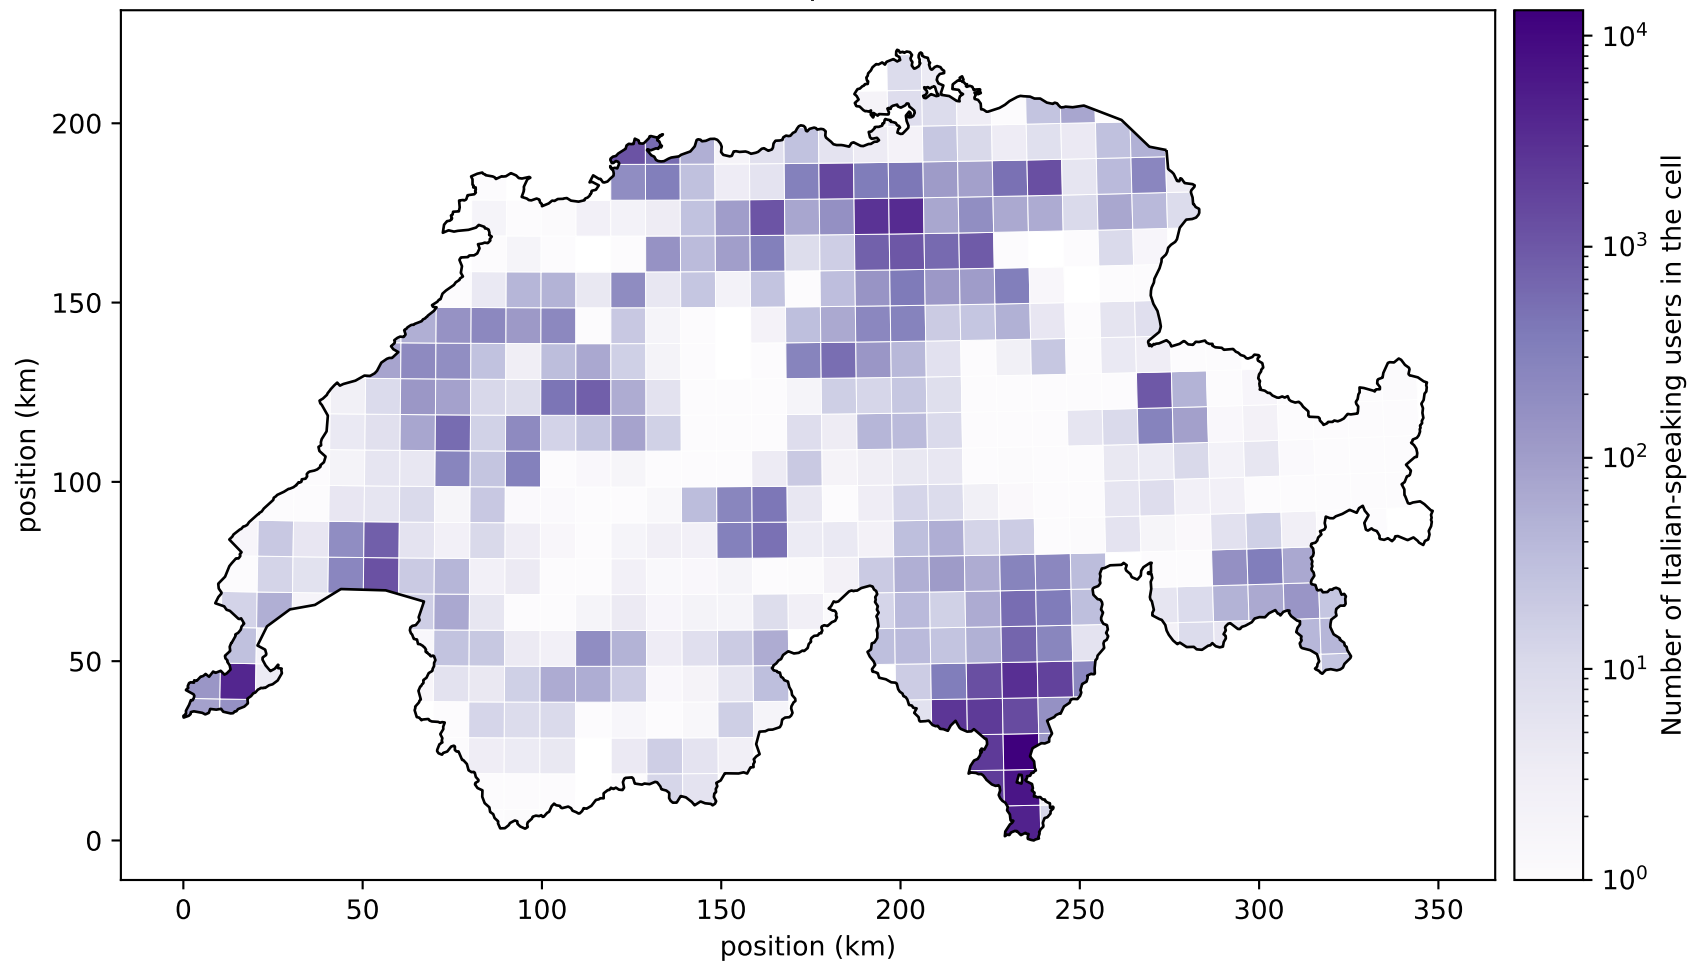 200
150
100
50
0
position (km)
0 50 100 150 200 250 300 350
position (km)
10⁴
10³
10²
10¹
10⁰
Number of Italian-speaking users in the cell